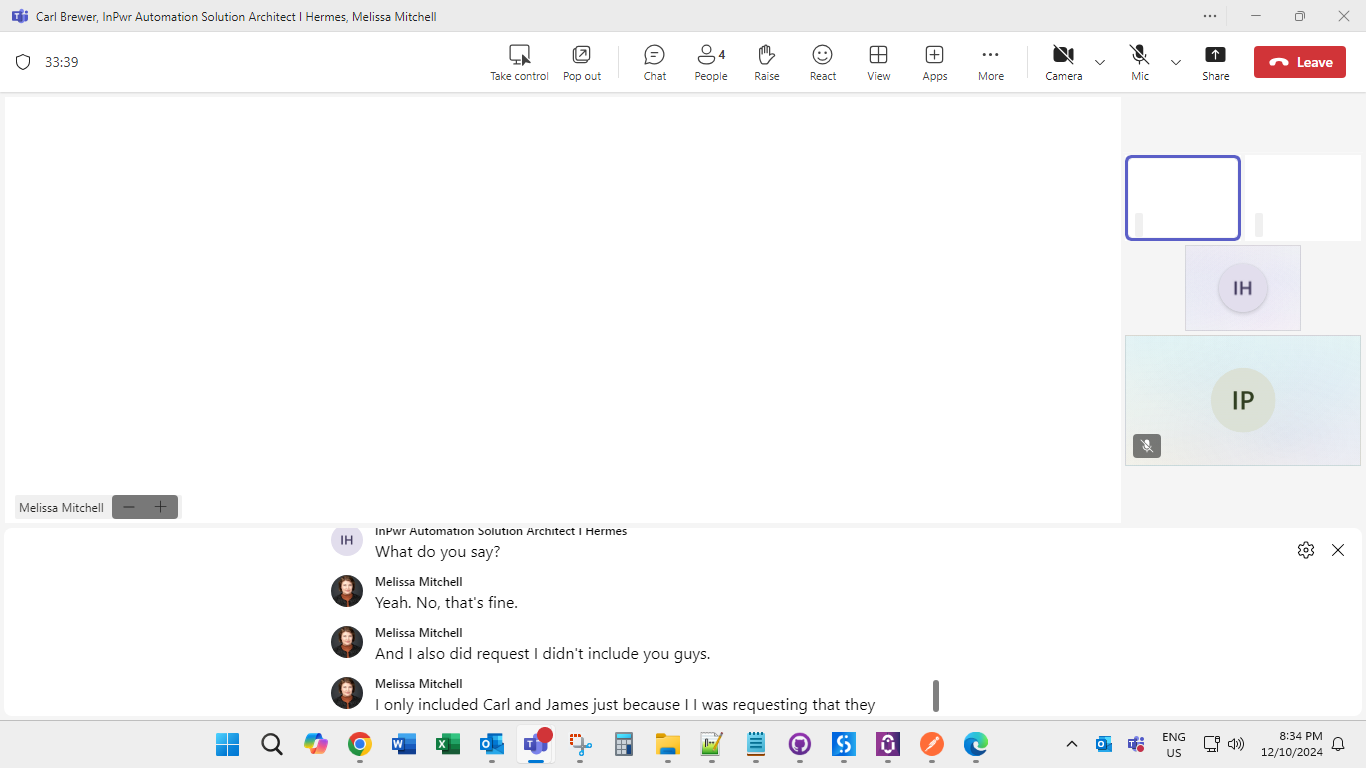 Carl Brewer, InPwr Automation Solution Architect I Hermes, Melissa Mitchell
33:39
Take control
Pop out
Chat
4
People
Raise
React
View
Apps
More
Camera
Mic
Share
Leave
IH
IP
Melissa Mitchell
InPwr Automation Solution Architect I Hermes
IH
What do you say?
Melissa Mitchell
Yeah. No, that's fine.
Melissa Mitchell
And I also did request I didn't include you guys.
Melissa Mitchell
I only included Carl and James just because I I was requesting that they
ENG
US
8:34 PM
12/10/2024